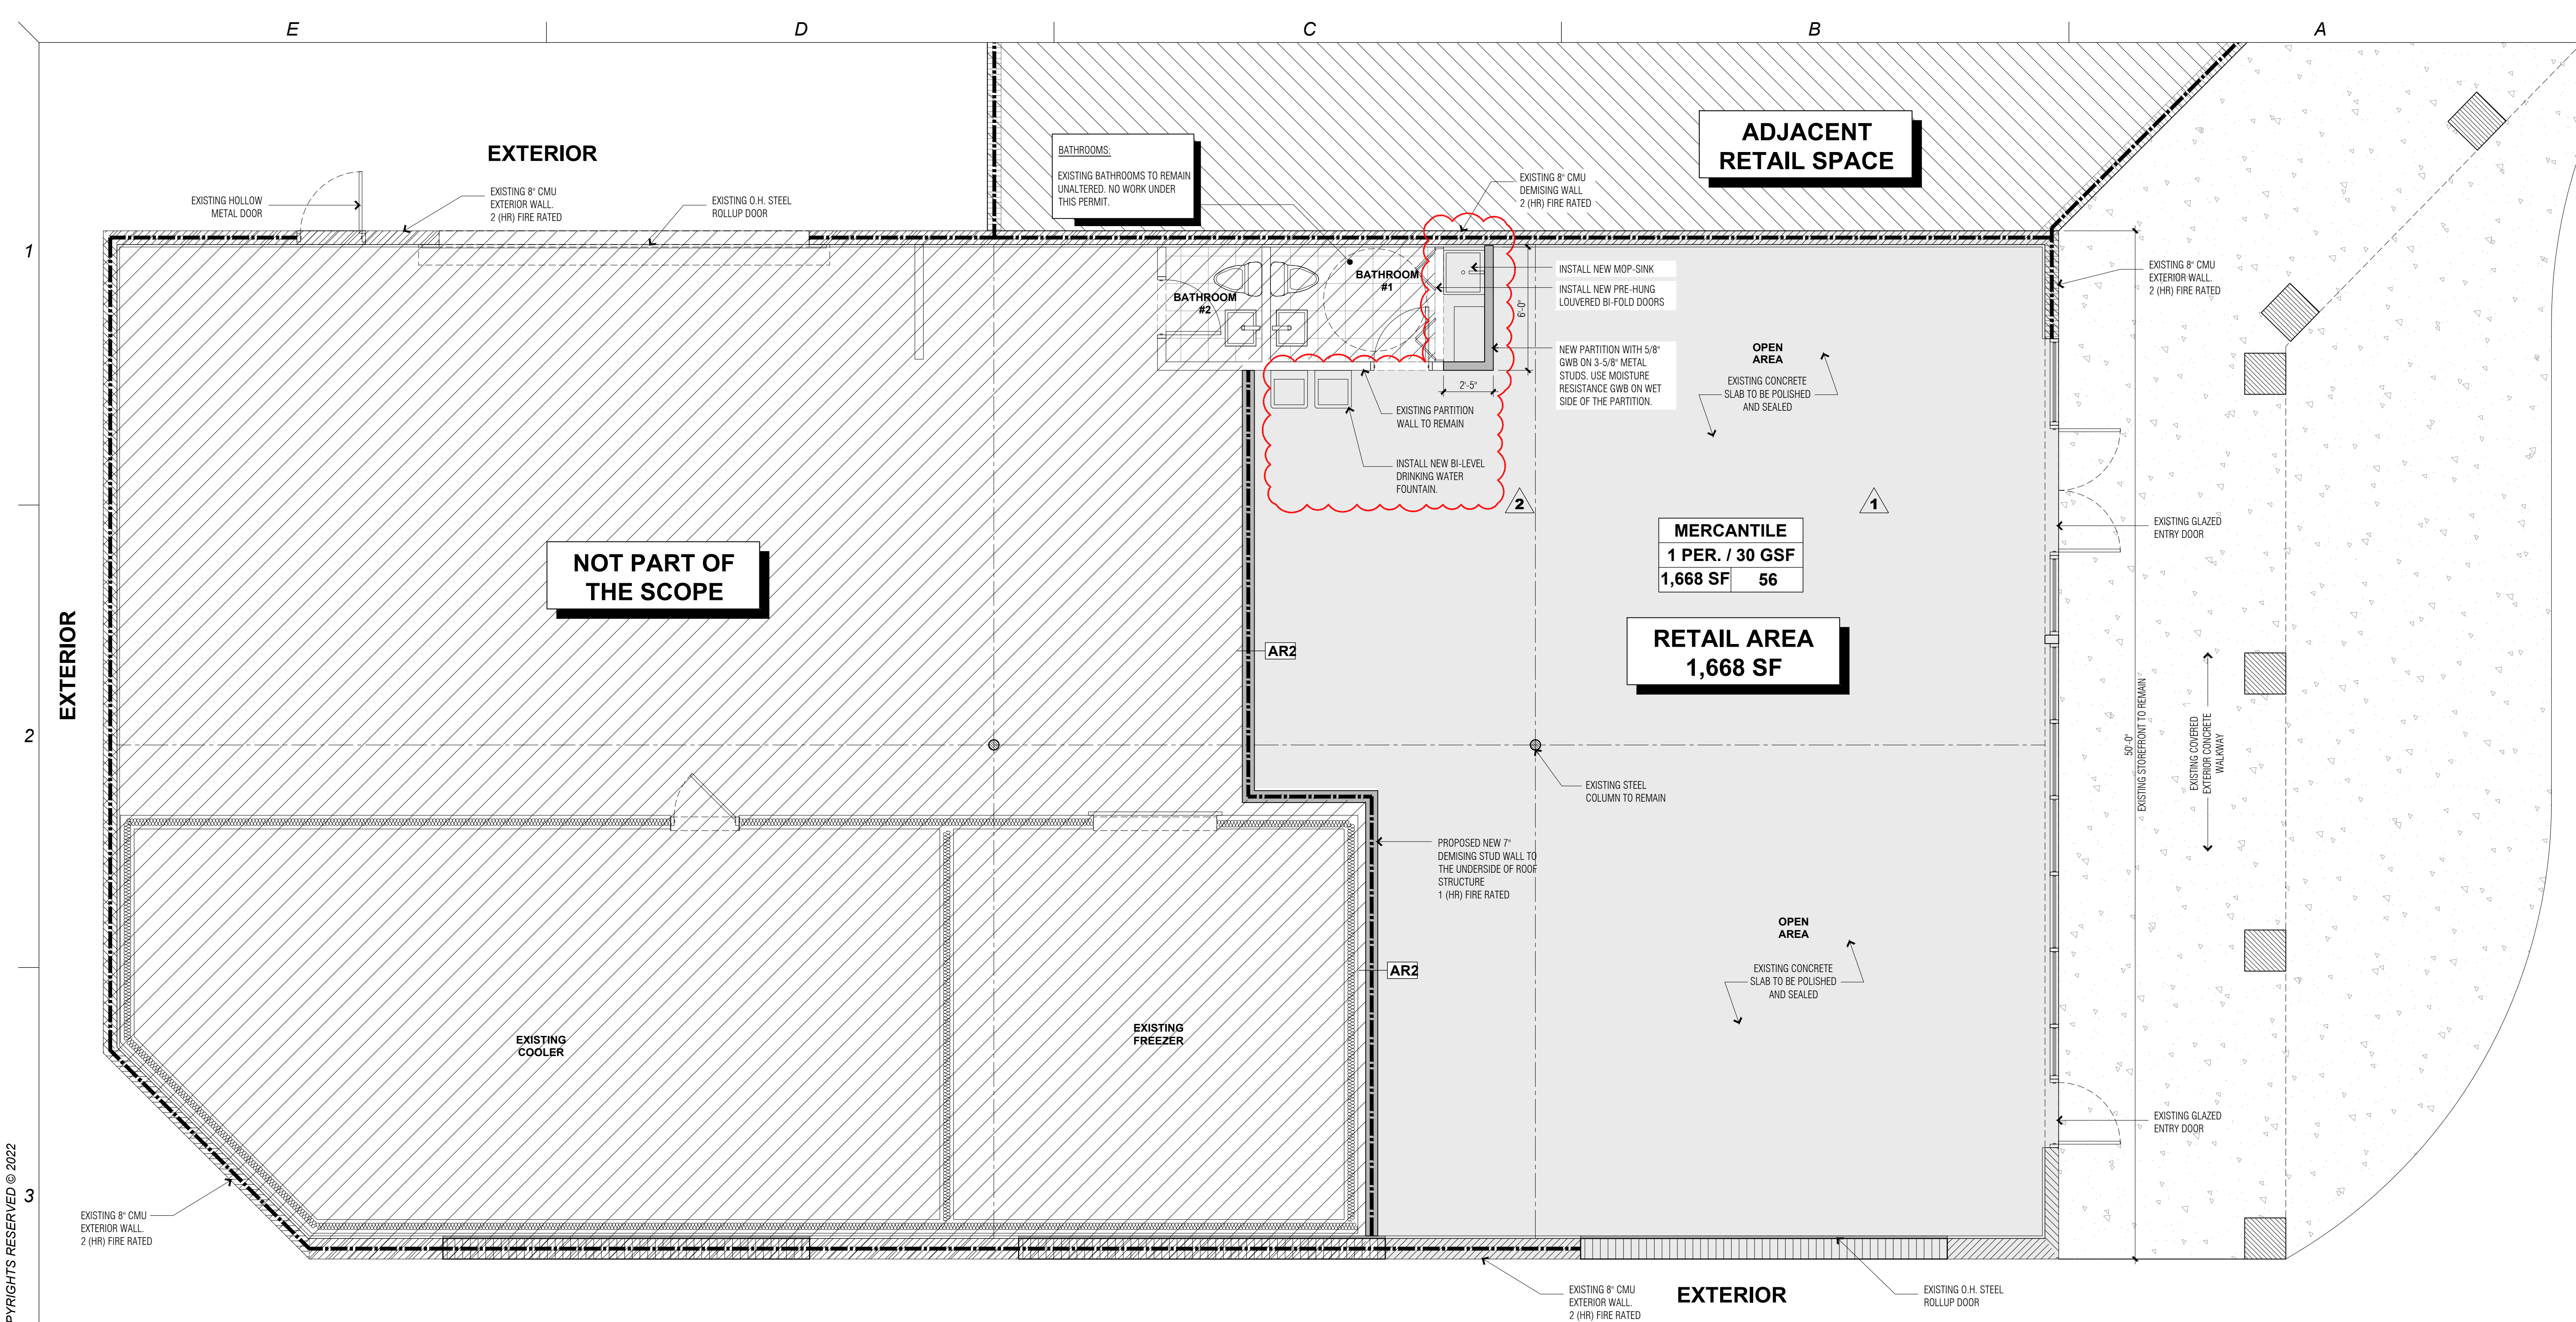 E
D
C
B
A
1
2
3
EXTERIOR
ADJACENT
RETAIL SPACE
BATHROOMS:
EXISTING BATHROOMS TO REMAIN
UNALTERED. NO WORK UNDER
THIS PERMIT.
EXISTING HOLLOW
METAL DOOR
EXISTING 8" CMU
EXTERIOR WALL.
2 (HR) FIRE RATED
EXISTING O.H. STEEL
ROLLUP DOOR
EXISTING 8" CMU
DEMISING WALL
2 (HR) FIRE RATED
BATHROOM
#1
BATHROOM
#2
INSTALL NEW MOP-SINK
INSTALL NEW PRE-HUNG
LOUVERED BI-FOLD DOORS
6'-0"
NEW PARTITION WITH 5/8"
GWB ON 3-5/8" METAL
STUDS. USE MOISTURE
RESISTANCE GWB ON WET
SIDE OF THE PARTITION.
2'-5"
EXISTING PARTITION
WALL TO REMAIN
INSTALL NEW BI-LEVEL
DRINKING WATER
FOUNTAIN.
OPEN
AREA
EXISTING CONCRETE
SLAB TO BE POLISHED
AND SEALED
EXISTING 8" CMU
EXTERIOR WALL.
2 (HR) FIRE RATED
2
1
MERCANTILE
1 PER. / 30 GSF
1,668 SF 56
RETAIL AREA
1,668 SF
EXISTING GLAZED
ENTRY DOOR
NOT PART OF
THE SCOPE
EXTERIOR
AR2
50'-0"
EXISTING STOREFRONT TO REMAIN
EXISTING COVERED
EXTERIOR CONCRETE
WALKWAY
EXISTING STEEL
COLUMN TO REMAIN
PROPOSED NEW 7"
DEMISING STUD WALL TO
THE UNDERSIDE OF ROOF
STRUCTURE
1 (HR) FIRE RATED
AR2
OPEN
AREA
EXISTING CONCRETE
SLAB TO BE POLISHED
AND SEALED
EXISTING
COOLER
EXISTING
FREEZER
EXISTING GLAZED
ENTRY DOOR
EXISTING 8" CMU
EXTERIOR WALL.
2 (HR) FIRE RATED
EXISTING 8" CMU
EXTERIOR WALL.
2 (HR) FIRE RATED
EXTERIOR
EXISTING O.H. STEEL
ROLLUP DOOR
PYRIGHTS RESERVED © 2022